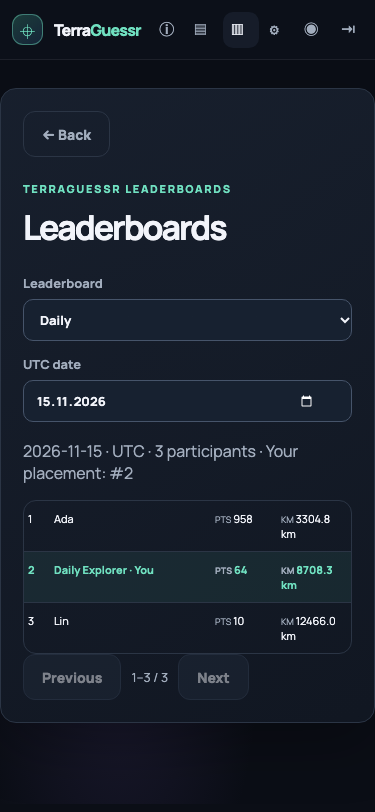 TerraGuessr
← Back
TERRAGUESSR LEADERBOARDS
Leaderboards
Leaderboard
Daily
UTC date
15.11.2026
2026-11-15 · UTC · 3 participants · Your
placement: #2
1 Ada PTS 958 KM 3304.8 km
2 Daily Explorer · You PTS 64 KM 8708.3 km
3 Lin PTS 10 KM 12466.0 km
Previous 1–3 / 3 Next